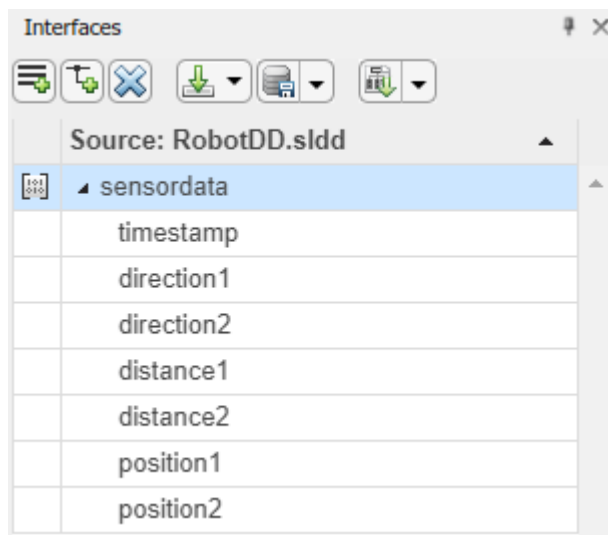 Interfaces
Source: RobotDD.sldd
sensordata
timestamp
direction1
direction2
distance1
distance2
position1
position2